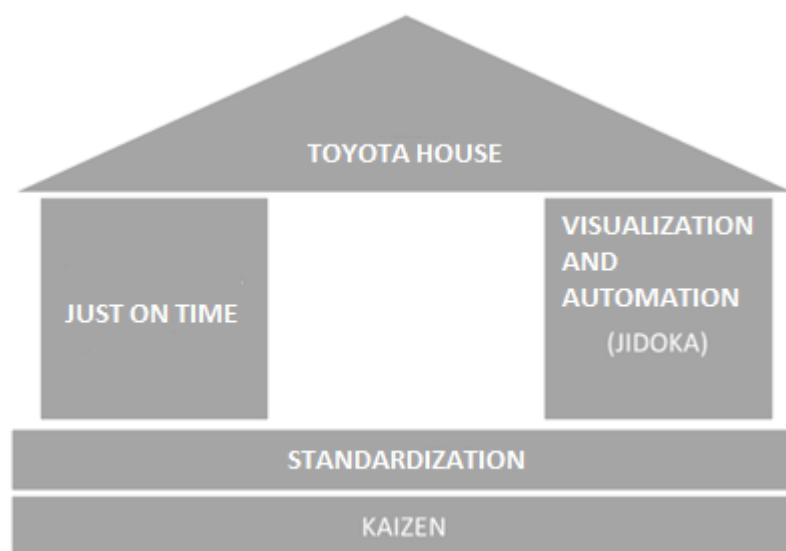 TOYOTA HOUSE
JUST ON TIME
VISUALIZATION
AND
AUTOMATION
(JIDOKA)
STANDARDIZATION
KAIZEN